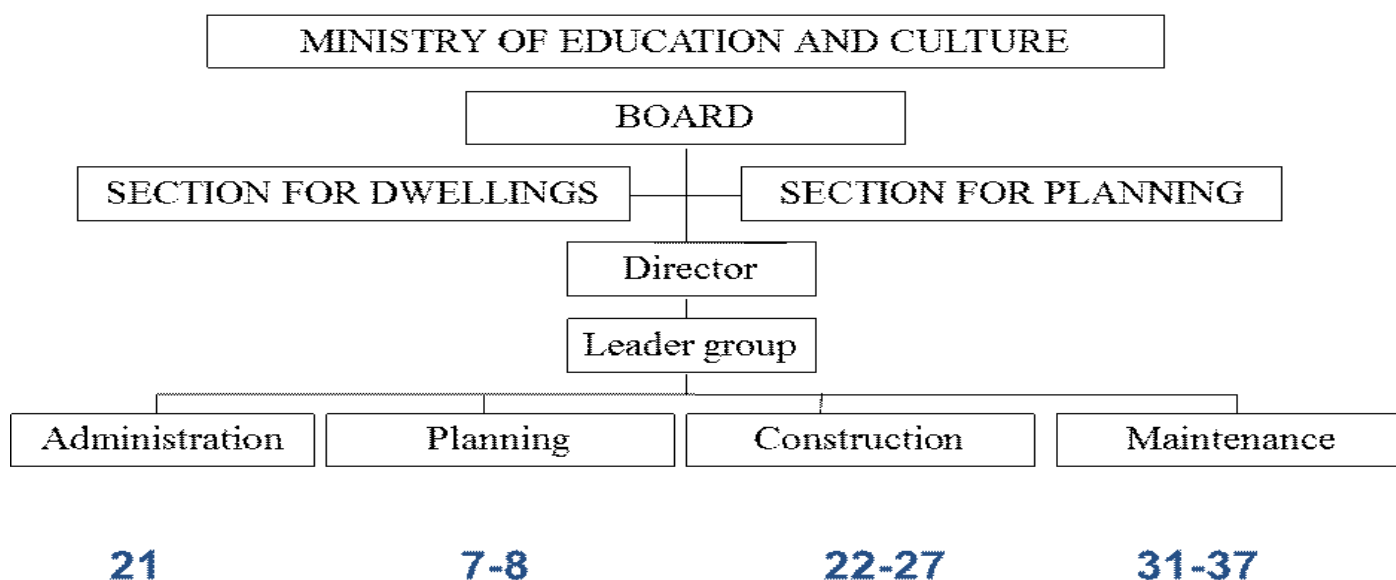 MINISTRY OF EDUCATION AND CULTURE
BOARD
SECTION FOR DWELLINGS
SECTION FOR PLANNING
Director
Leader group
Administration
Planning
Construction
Maintenance
21
7-8
22-27
31-37